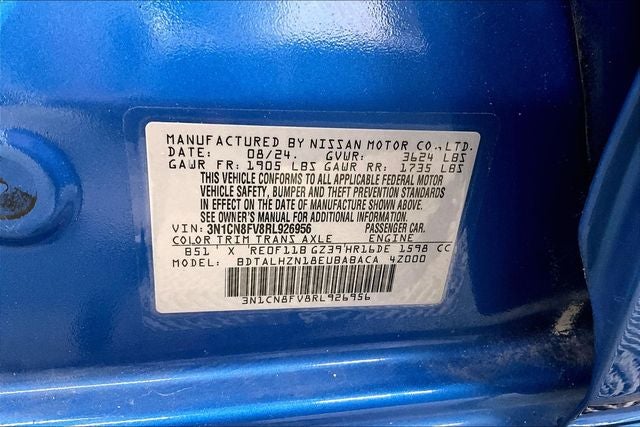 MANUFACTURED BY NISSAN MOTOR CO., LTD.
DATE: 08/24. GVWR: 3624 LBS
GAWR FR: 1905 LBS GAWR RR: 1735 LBS
THIS VEHICLE CONFORMS TO ALL APPLICABLE FEDERAL MOTOR
VEHICLE SAFETY, BUMPER AND THEFT PREVENTION STANDARDS
IN EFFECT ON THE DATE OF MANUFACTURE SHOWN ABOVE.
SEE OWNER'S MANUAL FOR ADDITIONAL INFORMATION.
VIN: 3N1CN8FV8RL926956 PASSENGER CAR.
COLOR TRIM TRANS AXLE ENGINE
B51 X RE0F11B GZ39 HR16DE 1598 CC
MODEL: BDTALHZN18EUBABACA 4Z000
3N1CN8FV8RL926956